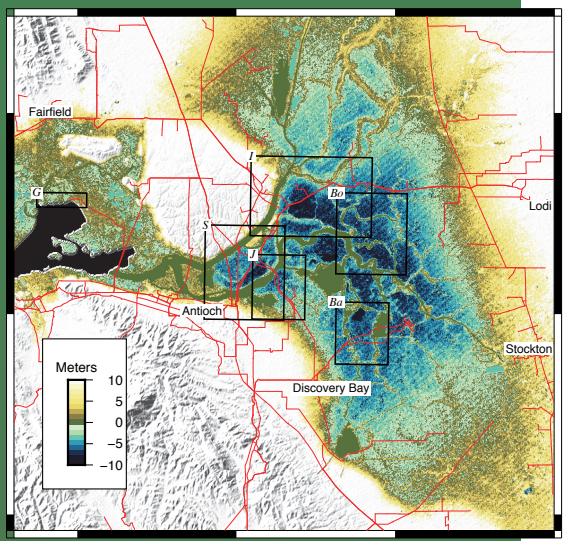 Fairfield
I
G
Bo
Lodi
S
J
Ba
Antioch
Stockton
Meters
Discovery Bay
10
5
0
−5
−10